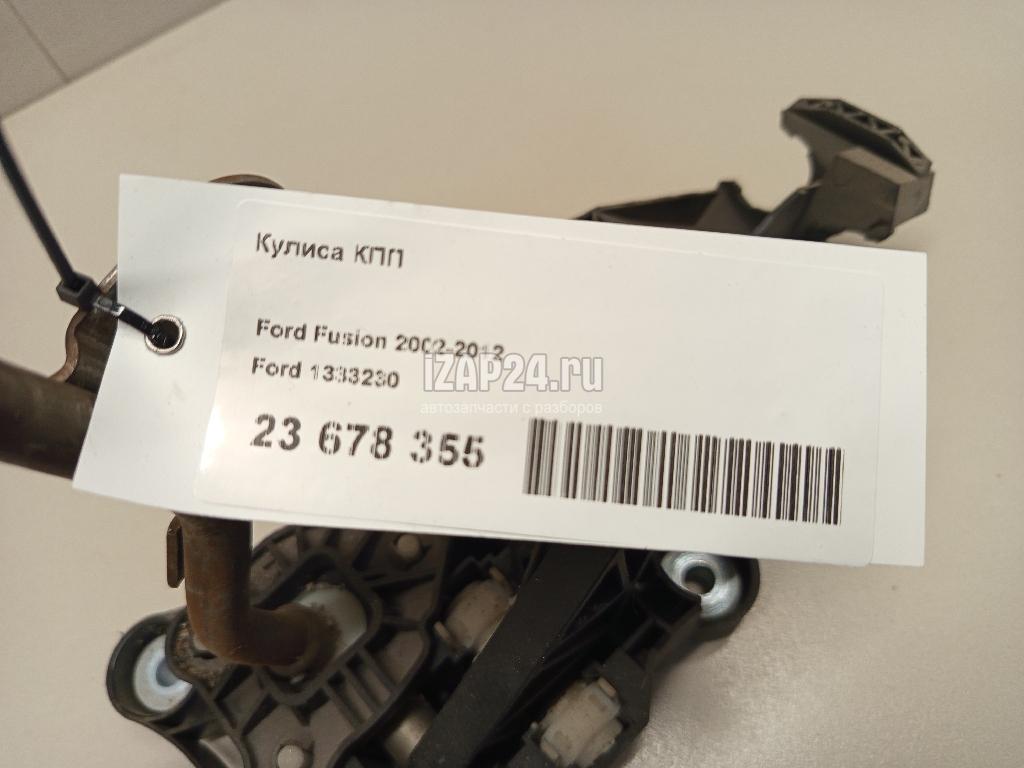 Кулиса КПП
Ford Fusion 2002-2012
Ford 1333230
iZAP24.ru
автозапчасти с разборов
23 678 355